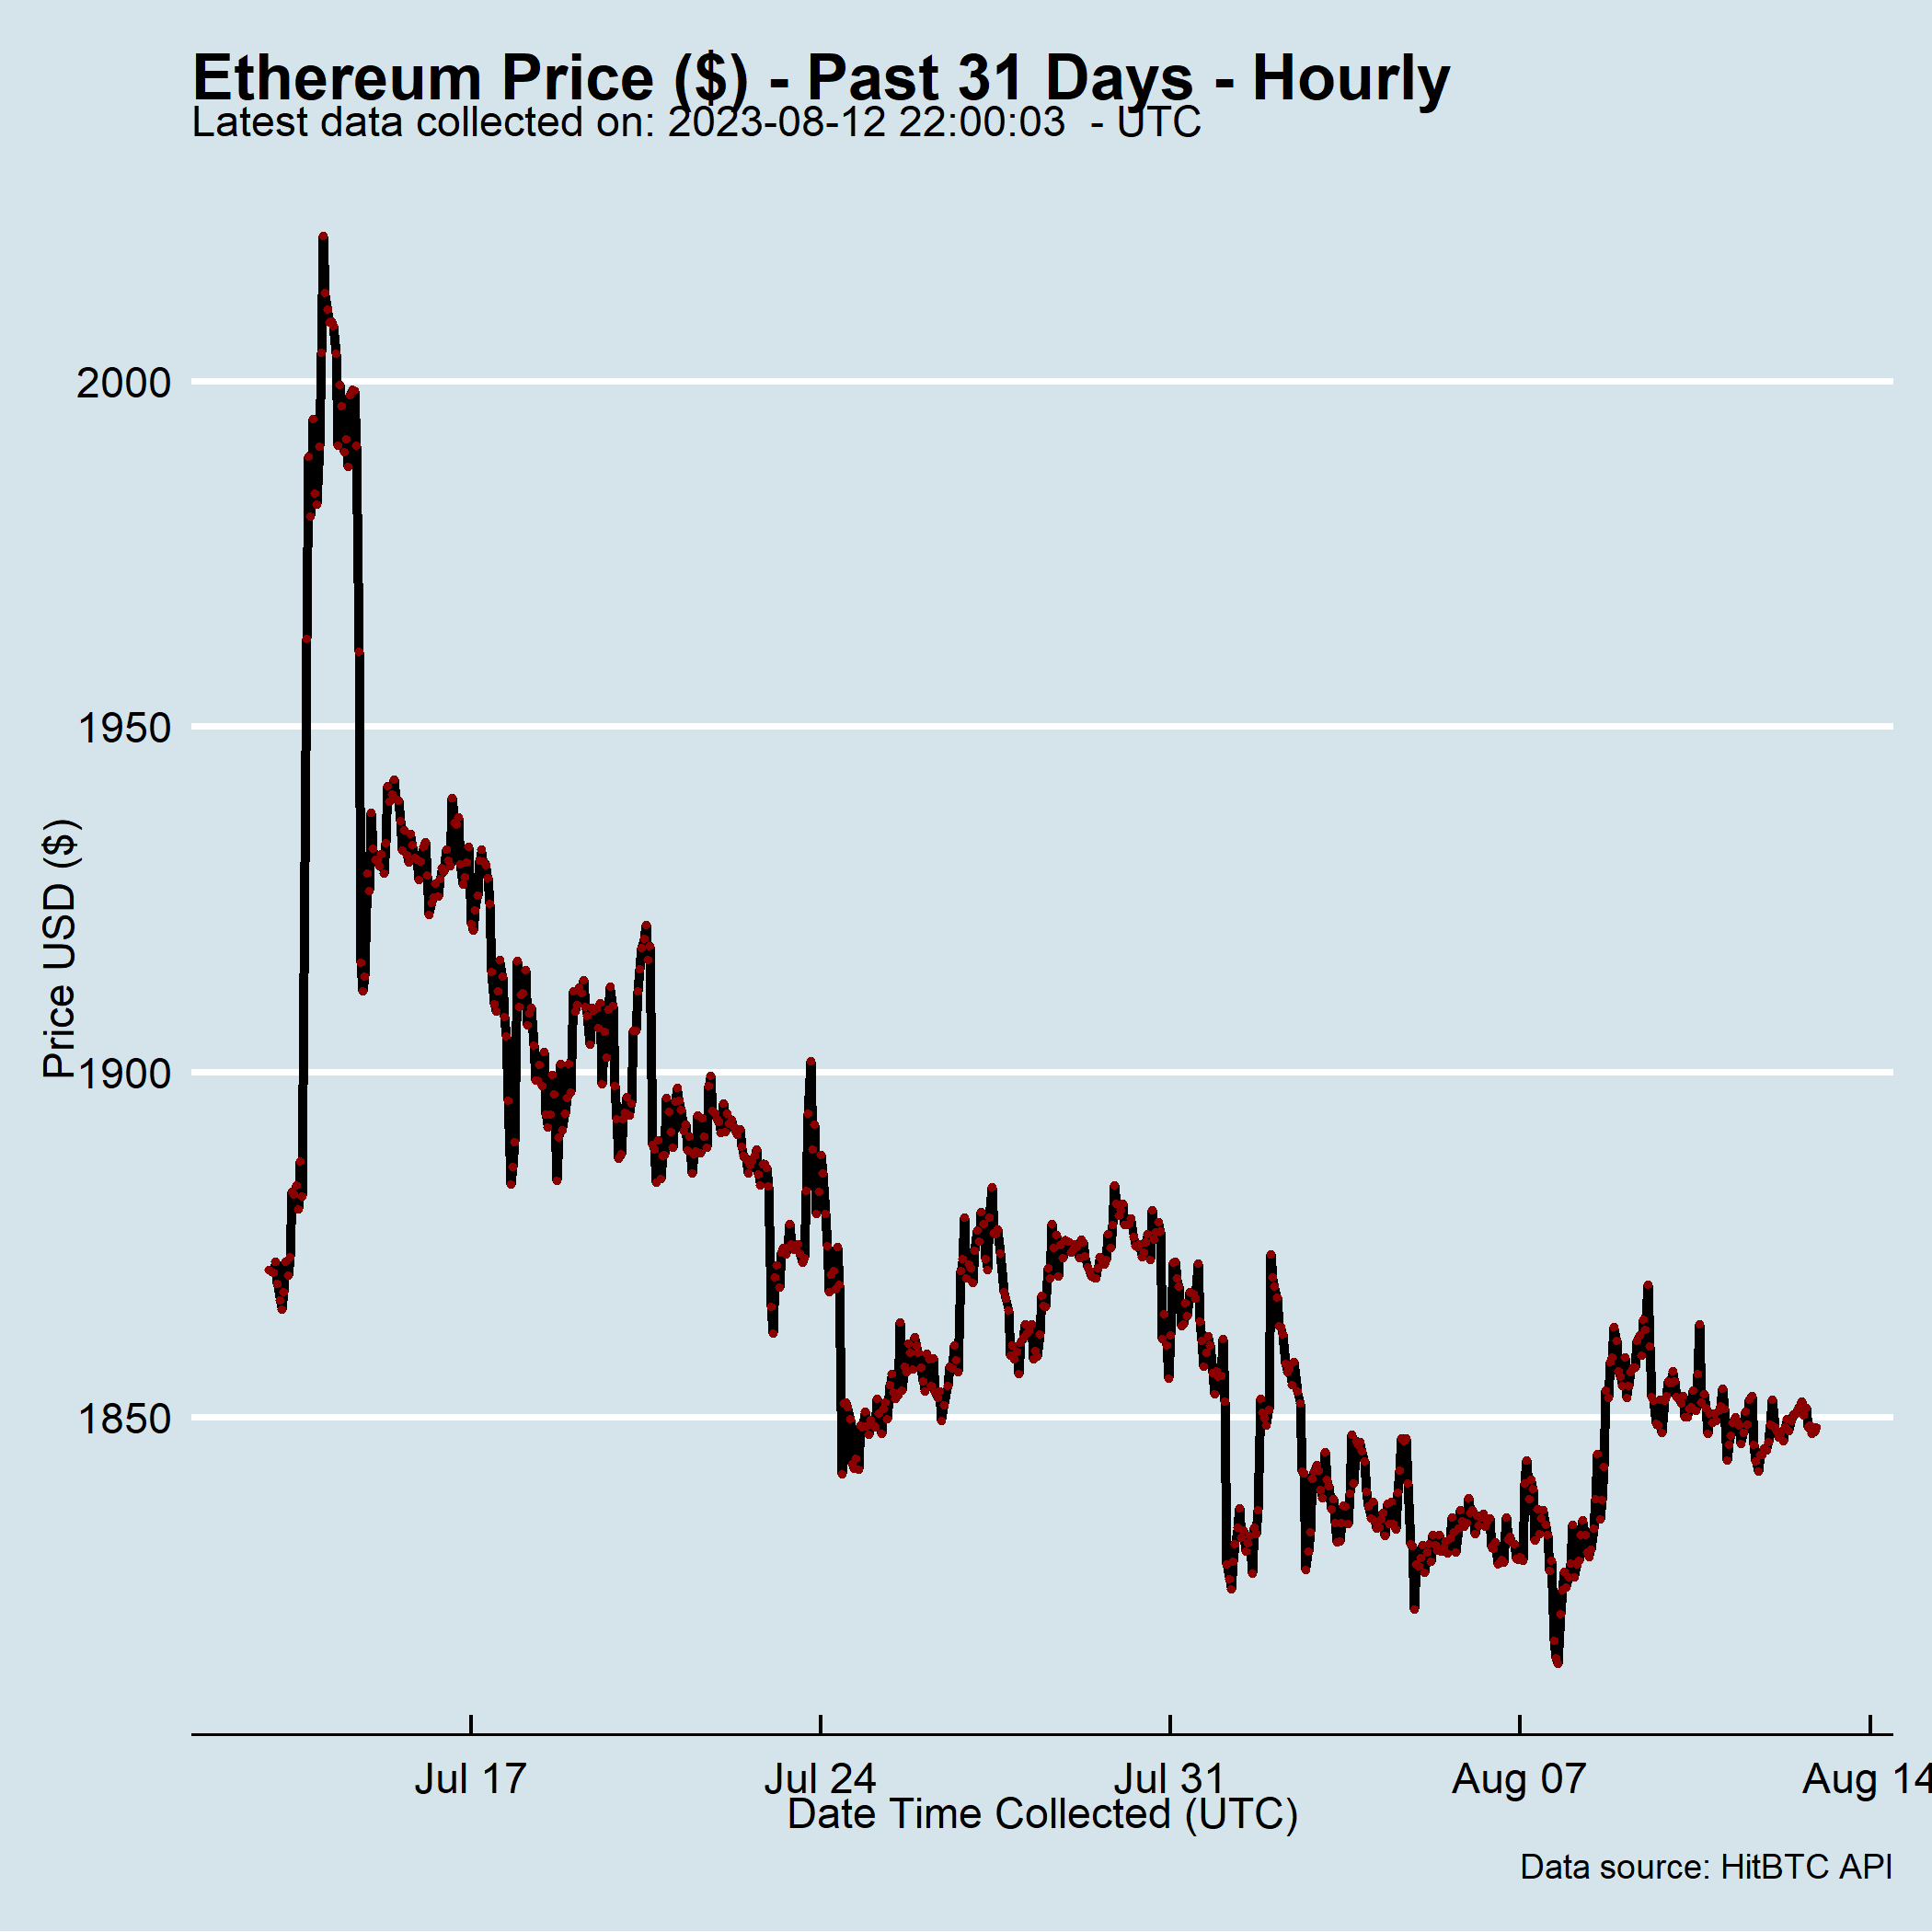 Ethereum Price ($) - Past 31 Days - Hourly
Latest data collected on: 2023-08-12 22:00:03  - UTC
Price USD ($)
2000
1950
1900
1850
Jul 17
Jul 24
Jul 31
Aug 07
Aug 14
Date Time Collected (UTC)
Data source: HitBTC API